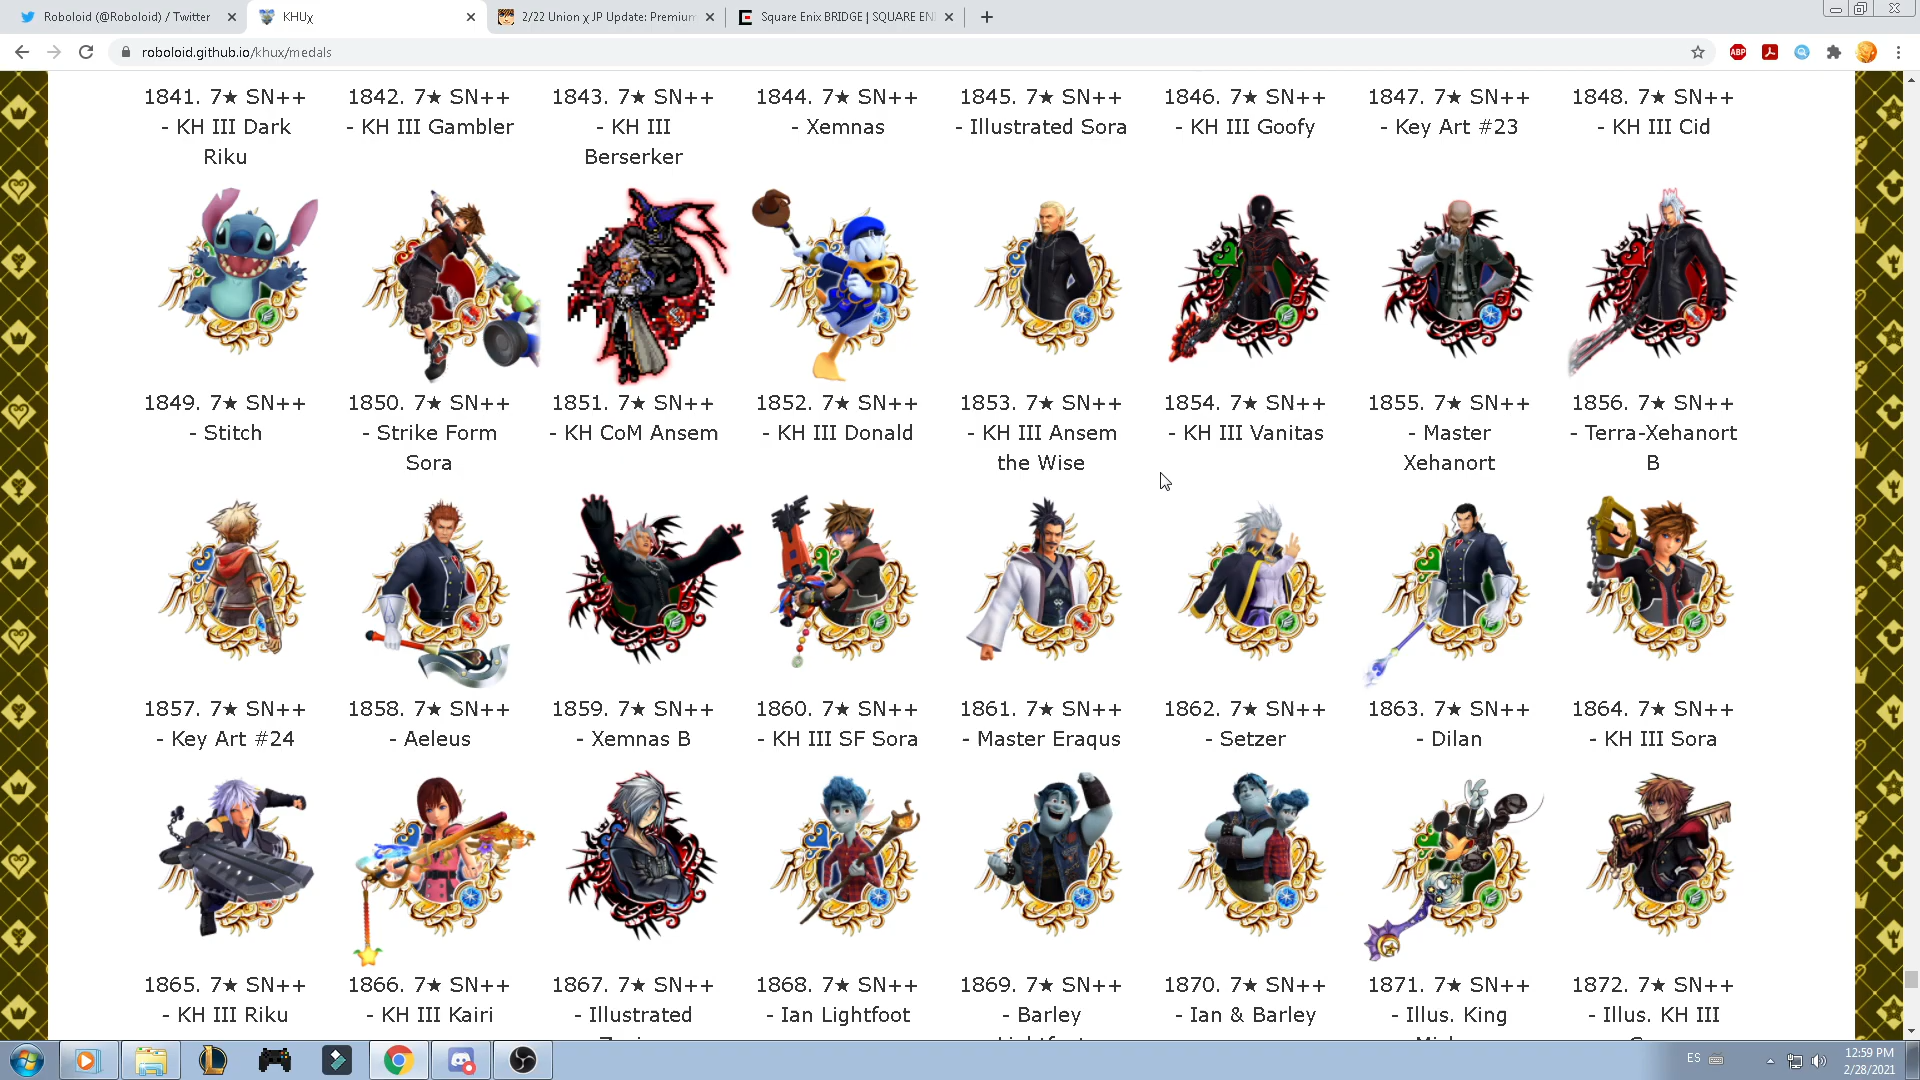 Roboloid (@Roboloid) / Twitter
KHUχ
2/22 Union χ JP Update: Premium
Square Enix BRIDGE | SQUARE EN
roboloid.github.io/khux/medals
ABP
1841. 7★ SN++ - KH III Dark Riku
1842. 7★ SN++ - KH III Gambler
1843. 7★ SN++ - KH III Berserker
1844. 7★ SN++ - Xemnas
1845. 7★ SN++ - Illustrated Sora
1846. 7★ SN++ - KH III Goofy
1847. 7★ SN++ - Key Art #23
1848. 7★ SN++ - KH III Cid
1849. 7★ SN++ - Stitch
1850. 7★ SN++ - Strike Form Sora
1851. 7★ SN++ - KH CoM Ansem
1852. 7★ SN++ - KH III Donald
1853. 7★ SN++ - KH III Ansem the Wise
1854. 7★ SN++ - KH III Vanitas
1855. 7★ SN++ - Master Xehanort
1856. 7★ SN++ - Terra-Xehanort B
1857. 7★ SN++ - Key Art #24
1858. 7★ SN++ - Aeleus
1859. 7★ SN++ - Xemnas B
1860. 7★ SN++ - KH III SF Sora
1861. 7★ SN++ - Master Eraqus
1862. 7★ SN++ - Setzer
1863. 7★ SN++ - Dilan
1864. 7★ SN++ - KH III Sora
1865. 7★ SN++ - KH III Riku
1866. 7★ SN++ - KH III Kairi
1867. 7★ SN++ - Illustrated
1868. 7★ SN++ - Ian Lightfoot
1869. 7★ SN++ - Barley
1870. 7★ SN++ - Ian & Barley
1871. 7★ SN++ - Illus. King
1872. 7★ SN++ - Illus. KH III
ES
12:59 PM
2/28/2021